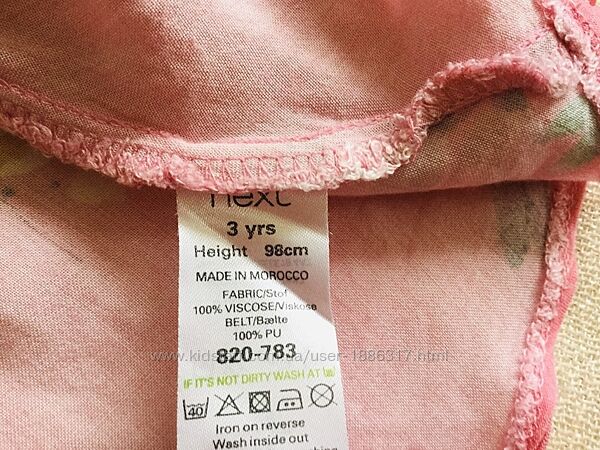 next
3 yrs
Height 98cm
MADE IN MOROCCO
FABRIC/Stof
100% VISCOSE/Viskose
BELT/Bælte
100% PU
820-783
IF IT'S NOT DIRTY WASH AT
40
Iron on reverse
Wash inside out